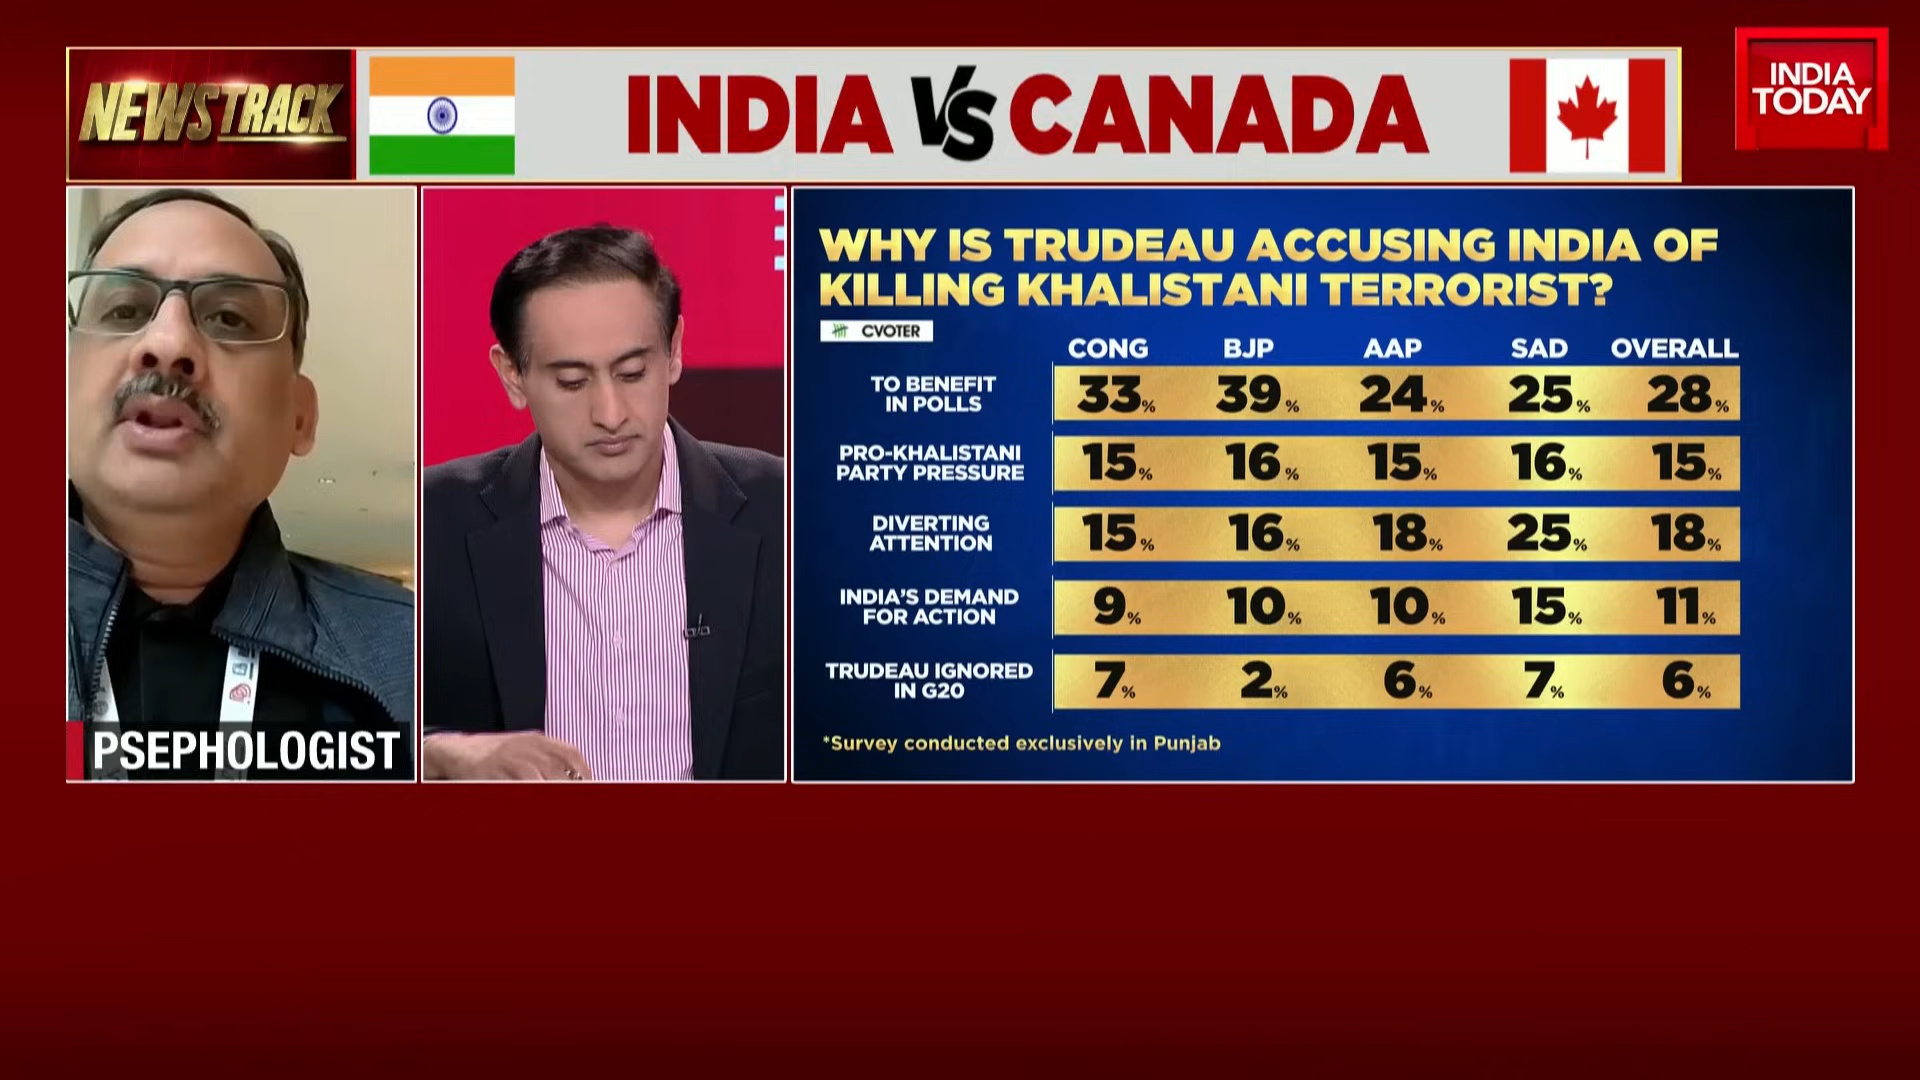 NEWSTRACK
INDIA VS CANADA
INDIA
TODAY
WHY IS TRUDEAU ACCUSING INDIA OF
KILLING KHALISTANI TERRORIST?
CVOTER
CONG BJP AAP SAD OVERALL
TO BENEFIT
IN POLLS
33% 39% 24% 25% 28%
PRO-KHALISTANI
PARTY PRESSURE
15% 16% 15% 16% 15%
DIVERTING
ATTENTION
15% 16% 18% 25% 18%
INDIA'S DEMAND
FOR ACTION
9% 10% 10% 15% 11%
TRUDEAU IGNORED
IN G20
7% 2% 6% 7% 6%
*Survey conducted exclusively in Punjab
PSEPHOLOGIST